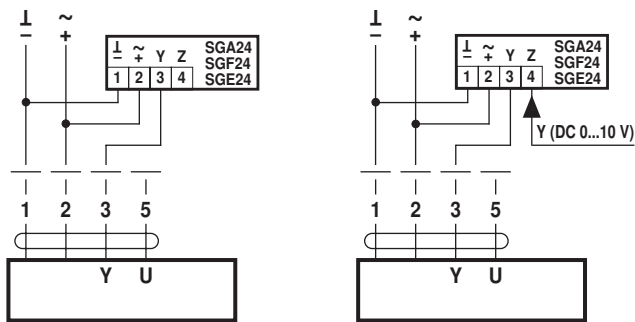 ⊥ ~
– +
⊥ ~ Y Z SGA24
– + SGF24
1 2 3 4 SGE24
1 2 3 5
Y U
⊥ ~
– +
⊥ ~ Y Z SGA24
– + SGF24
1 2 3 4 SGE24
Y (DC 0...10 V)
1 2 3 5
Y U